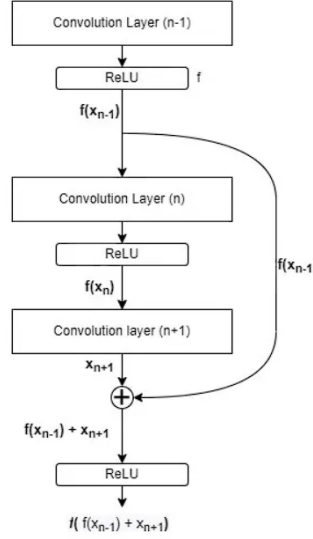 Convolution Layer (n-1)
ReLU f
f(xn-1)
Convolution Layer (n)
ReLU
f(xn)
f(xn-1
Convolution layer (n+1)
xn+1
f(xn-1) + xn+1
ReLU
f( f(xn-1) + xn+1)